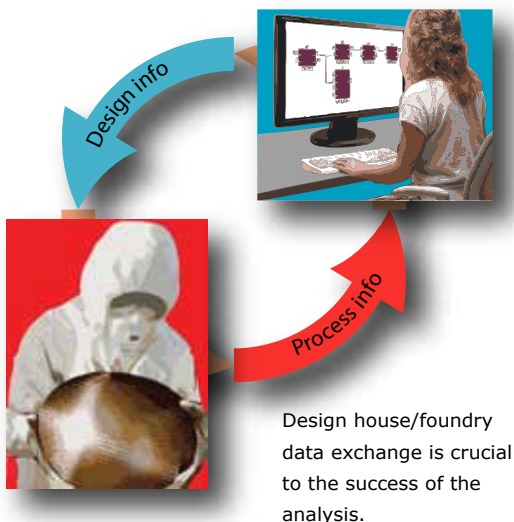 Design info
Process info
Design house/foundry
data exchange is crucial
to the success of the
analysis.